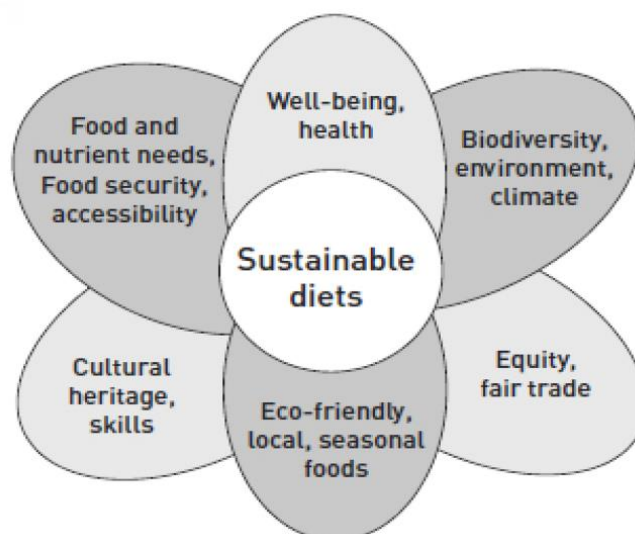 Well-being,
health
Food and
nutrient needs,
Food security,
accessibility
Biodiversity,
environment,
climate
Sustainable
diets
Cultural
heritage,
skills
Eco-friendly,
local, seasonal
foods
Equity,
fair trade